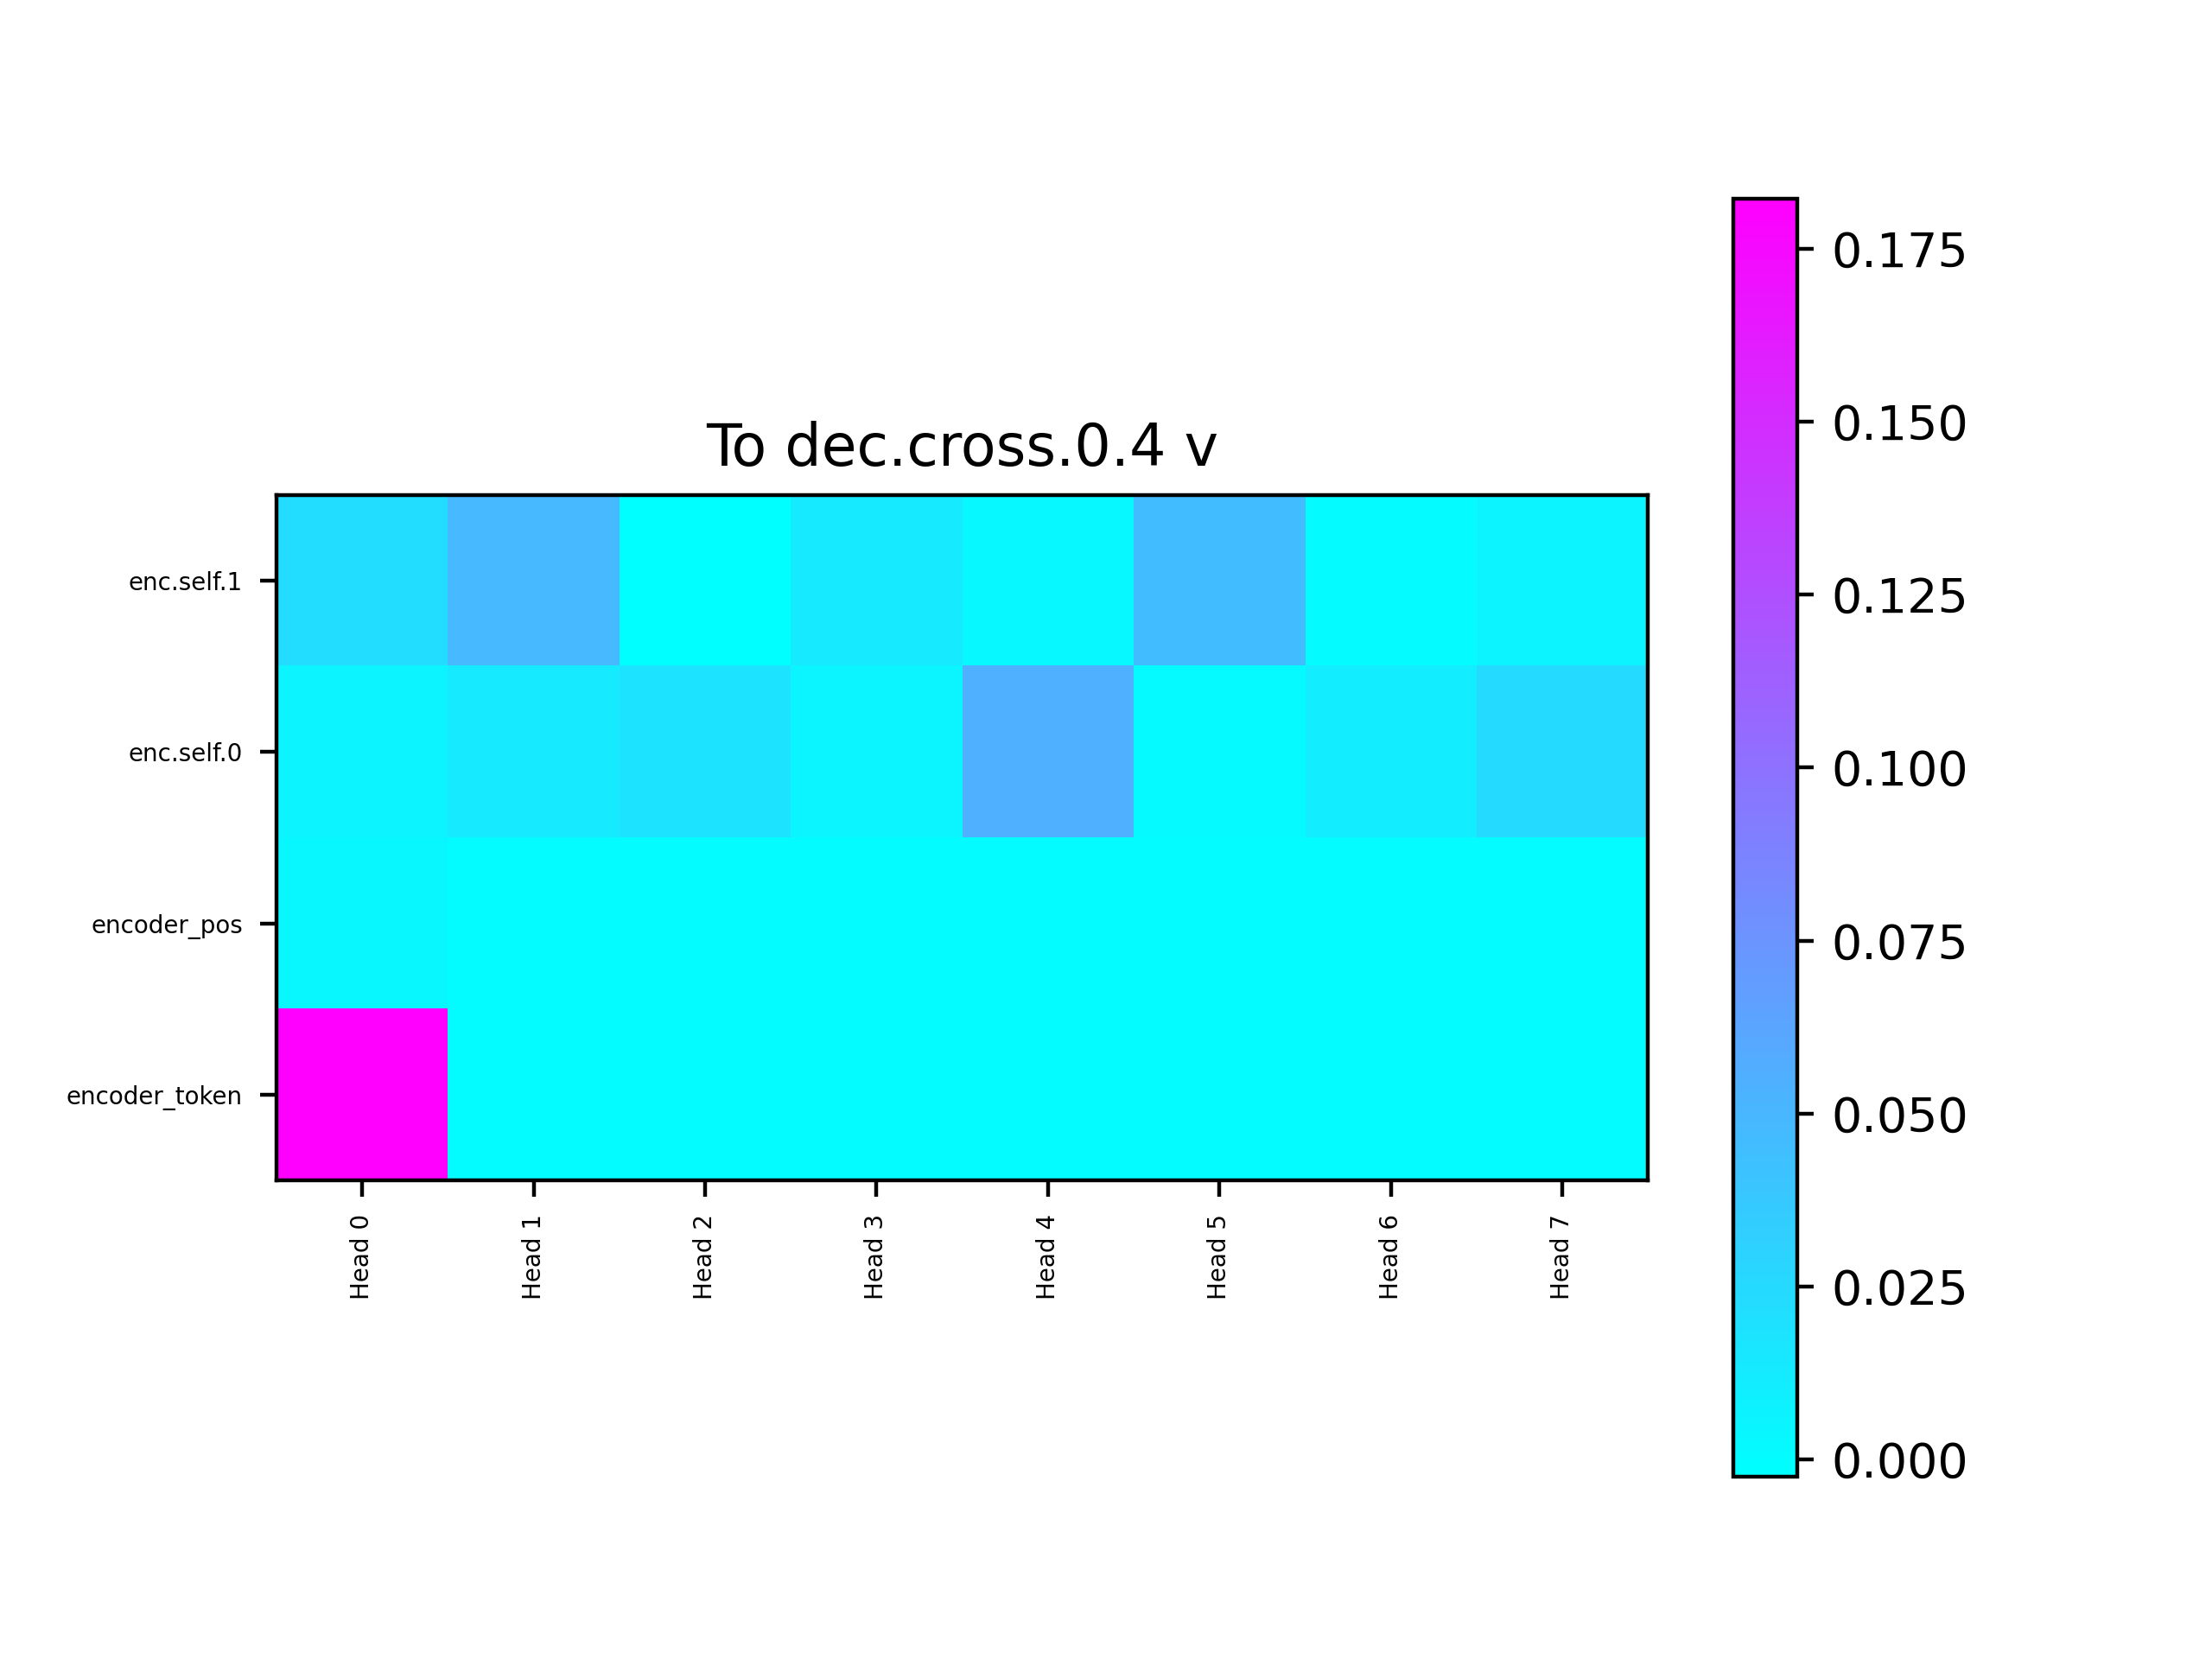 To dec.cross.0.4 v
enc.self.1
enc.self.0
encoder_pos
encoder_token
Head 0
Head 1
Head 2
Head 3
Head 4
Head 5
Head 6
Head 7
0.175
0.150
0.125
0.100
0.075
0.050
0.025
0.000